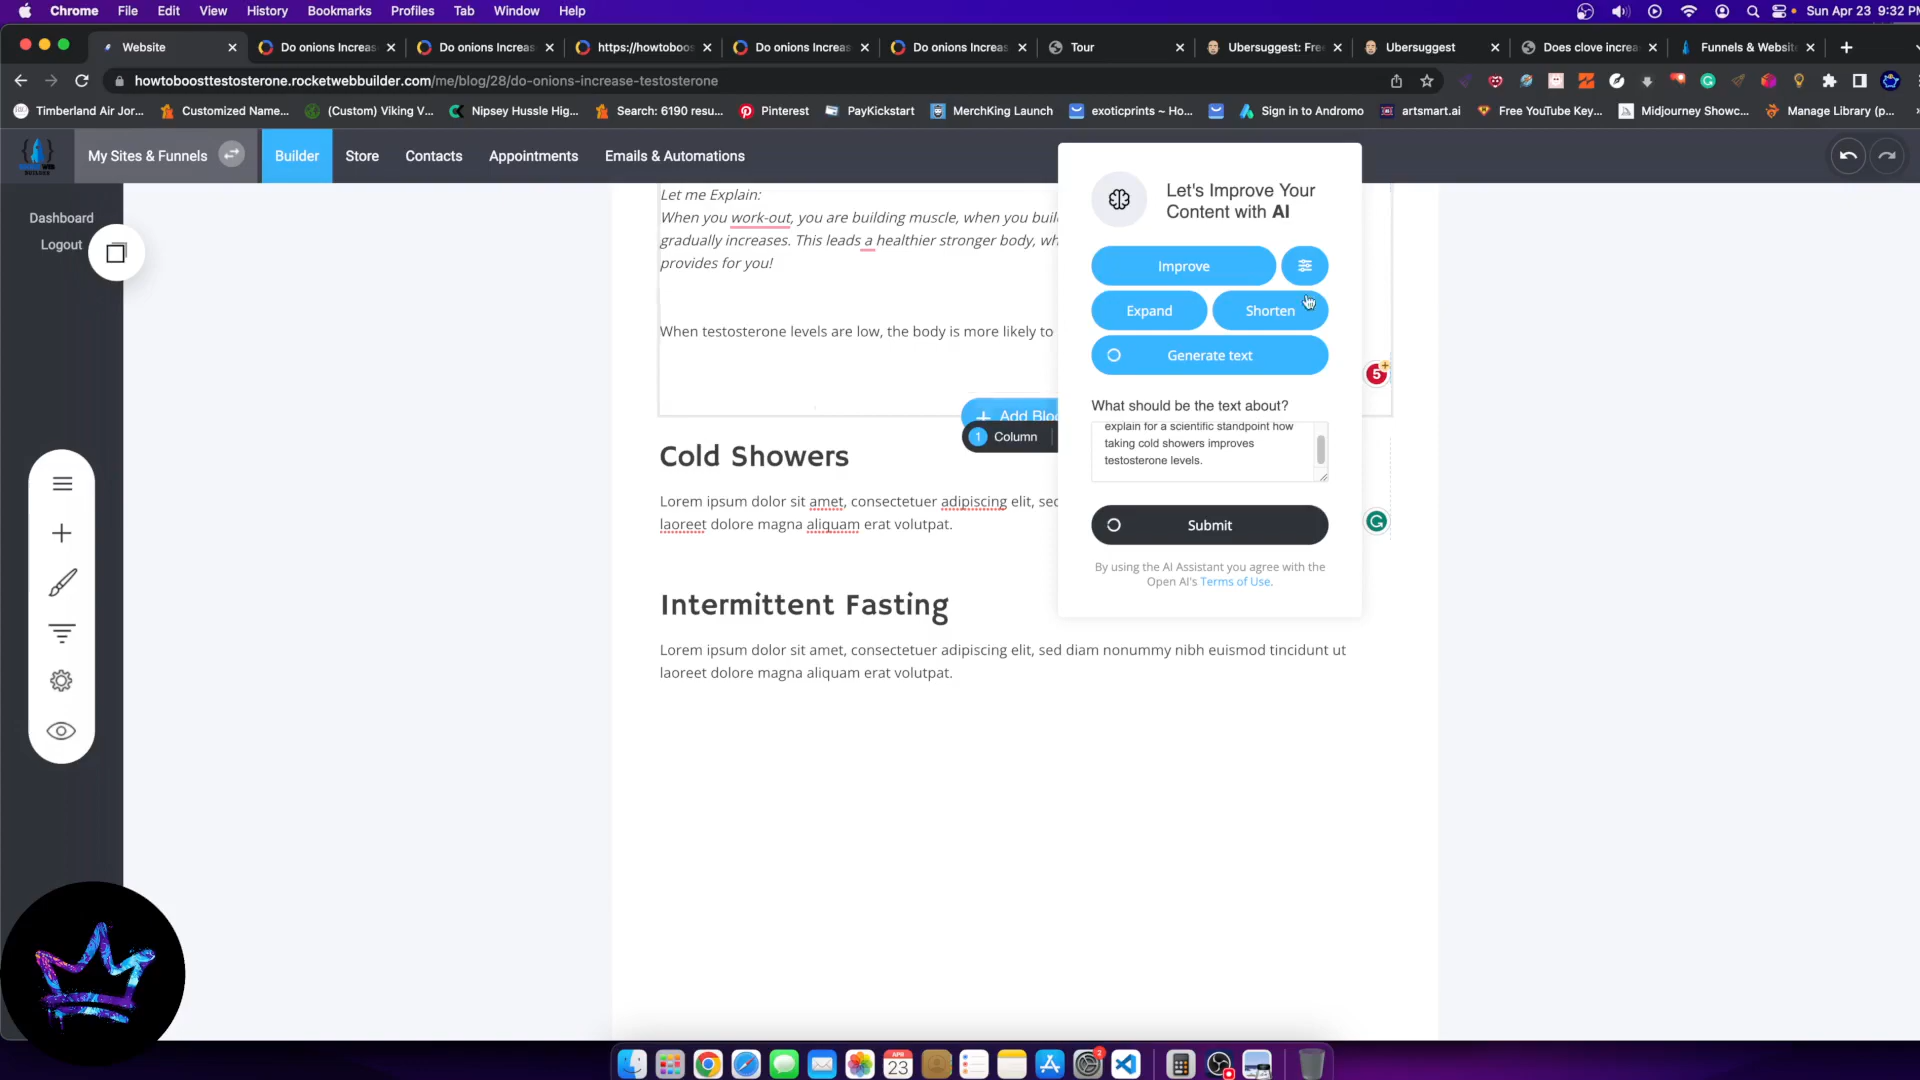 Chrome File Edit View History Bookmarks Profiles Tab Window Help Sun Apr 23 9:32
Website Do onions Increas Do onions Increas https://howtoboos Do onions Increas Do onions Increas Tour Ubersuggest: Fre Ubersuggest Does clove increa Funnels & Websit
howtoboosttestosterone.rocketwebbuilder.com/me/blog/28/do-onions-increase-testosterone
Timberland Air Jor... Customized Name... (Custom) Viking V... Nipsey Hussle Hig... Search: 6190 resu... Pinterest PayKickstart MerchKing Launch exoticprints ~ Ho... Sign in to Andromo artsmart.ai Free YouTube Key... Midjourney Showc... Manage Library (p...
My Sites & Funnels Builder Store Contacts Appointments Emails & Automations
Dashboard
Logout
Let me Explain:
When you work-out, you are building muscle, when you buil
gradually increases. This leads a healthier stronger body, wh
provides for you!
When testosterone levels are low, the body is more likely to
Add Bloc
1 Column
Cold Showers
Lorem ipsum dolor sit amet, consectetuer adipiscing elit, sec
laoreet dolore magna aliquam erat volutpat.
Intermittent Fasting
Lorem ipsum dolor sit amet, consectetuer adipiscing elit, sed diam nonummy nibh euismod tincidunt ut
laoreet dolore magna aliquam erat volutpat.
Let's Improve Your
Content with AI
Improve
Expand Shorten
Generate text
5
What should be the text about?
explain for a scientific standpoint how
taking cold showers improves
testosterone levels.
Submit
By using the AI Assistant you agree with the
Open AI's Terms of Use.
APR
23
2